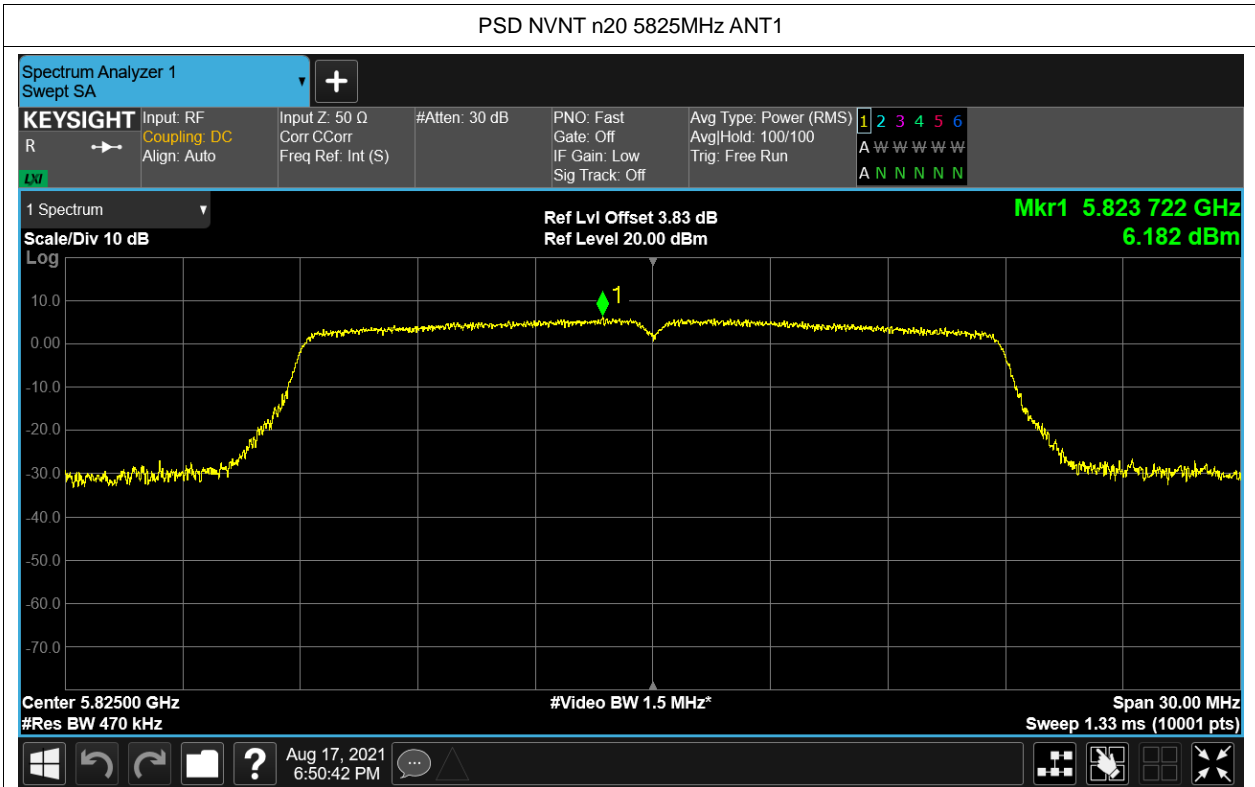 PSD NVNT n20 5825MHz ANT1
Spectrum Analyzer 1
Swept SA
KEYSIGHT
R
LXI
Input: RF
Coupling: DC
Align: Auto
Input Z: 50 Ω
Corr CCorr
Freq Ref: Int (S)
#Atten: 30 dB
PNO: Fast
Gate: Off
IF Gain: Low
Sig Track: Off
Avg Type: Power (RMS)
Avg|Hold: 100/100
Trig: Free Run
1 2 3 4 5 6
A W W W W W
A N N N N N
1 Spectrum
Scale/Div 10 dB
Log
Ref Lvl Offset 3.83 dB
Ref Level 20.00 dBm
Mkr1 5.823 722 GHz
6.182 dBm
1
10.0
0.00
-10.0
-20.0
-30.0
-40.0
-50.0
-60.0
-70.0
Center 5.82500 GHz
#Res BW 470 kHz
#Video BW 1.5 MHz*
Span 30.00 MHz
Sweep 1.33 ms (10001 pts)
?
Aug 17, 2021
6:50:42 PM